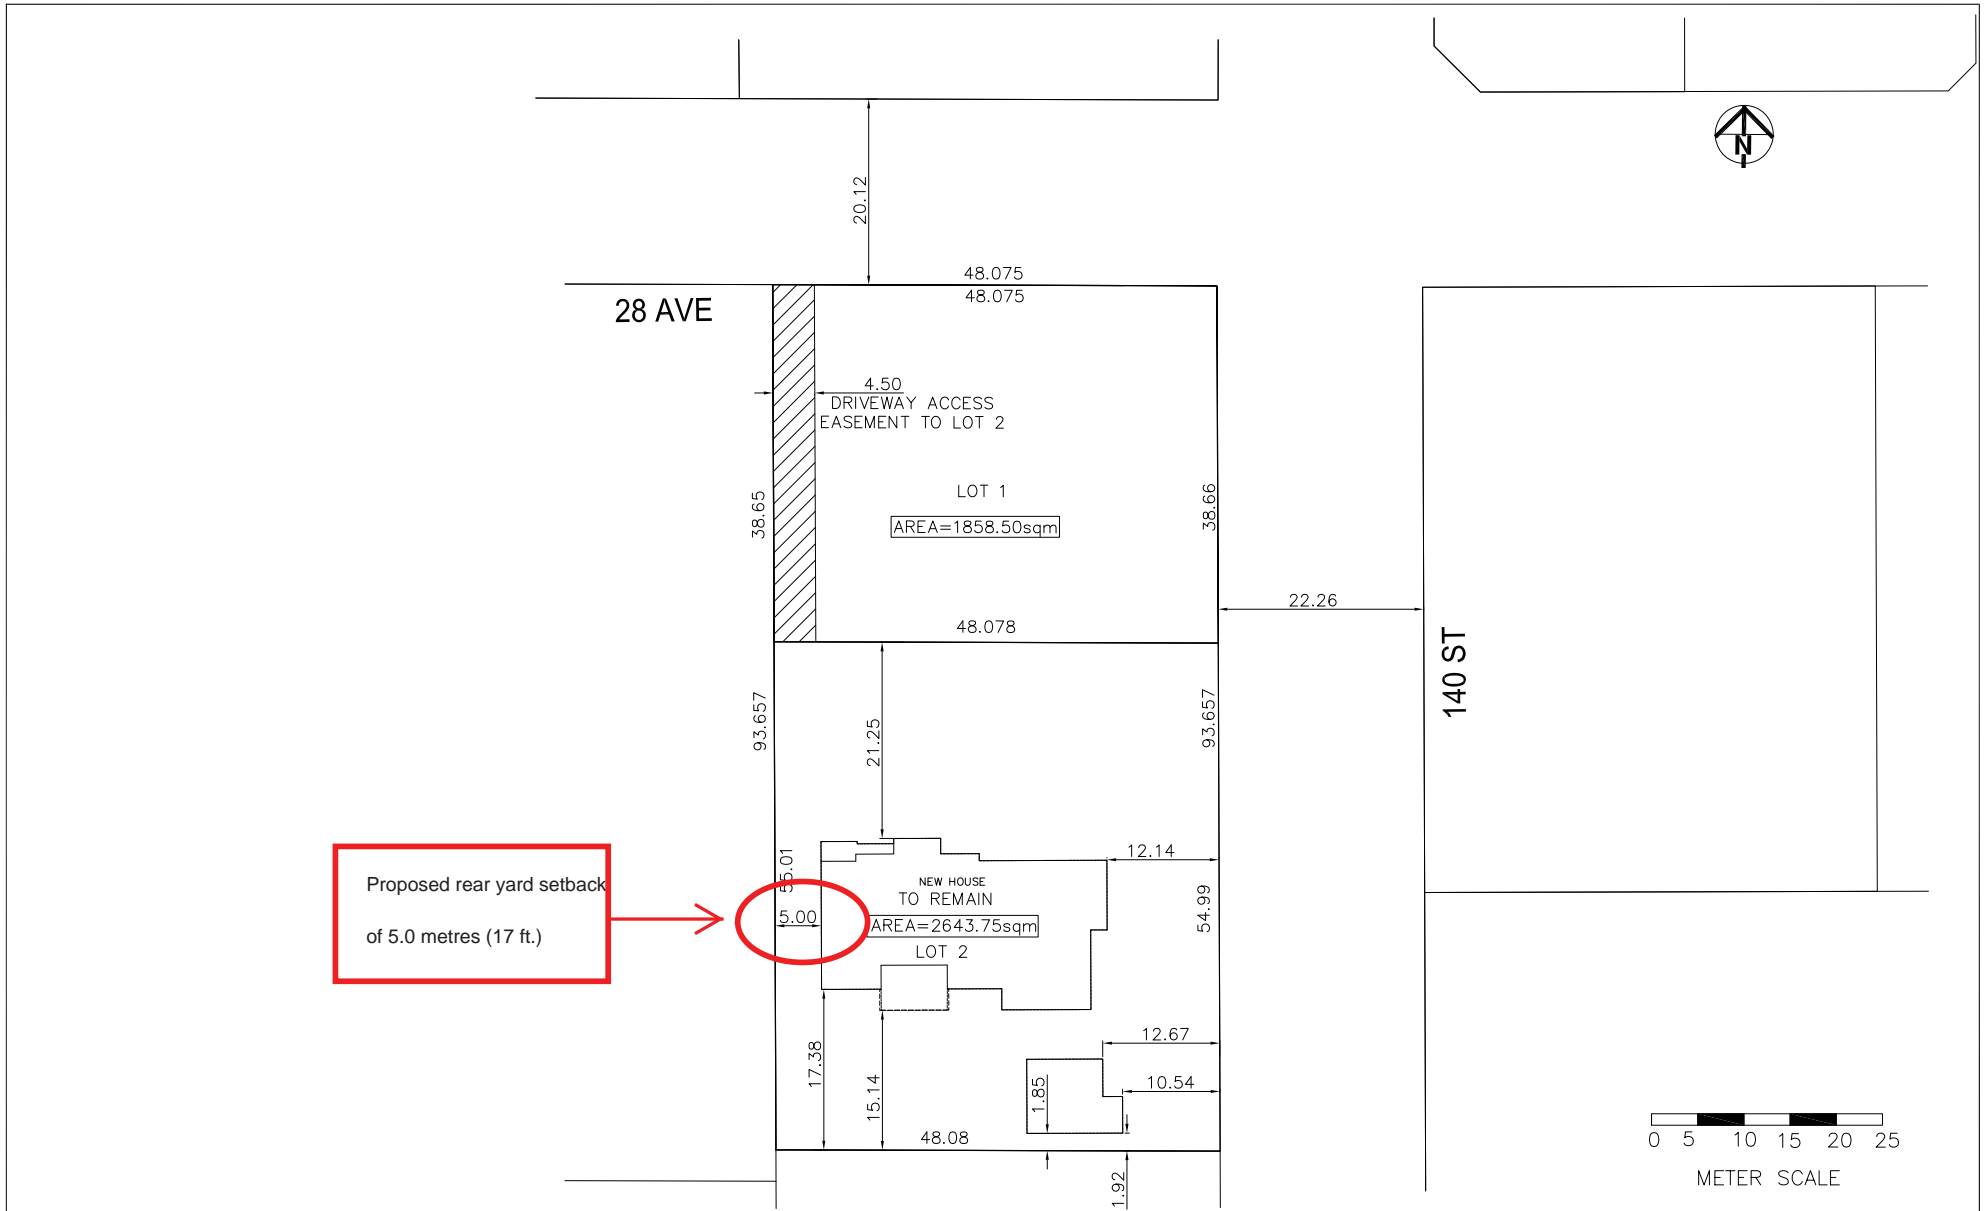 N
20.12
48.075
48.075
28 AVE
4.50
DRIVEWAY ACCESS
EASEMENT TO LOT 2
38.65
LOT 1
38.66
AREA=1858.50sqm
22.26
48.078
140 ST
93.657
21.25
93.657
55.01
12.14
Proposed rear yard setback
of 5.0 metres (17 ft.)
NEW HOUSE
TO REMAIN
54.99
5.00
AREA=2643.75sqm
LOT 2
12.67
17.38
15.14
1.85
10.54
48.08
1.92
0 5 10 15 20 25
METER SCALE